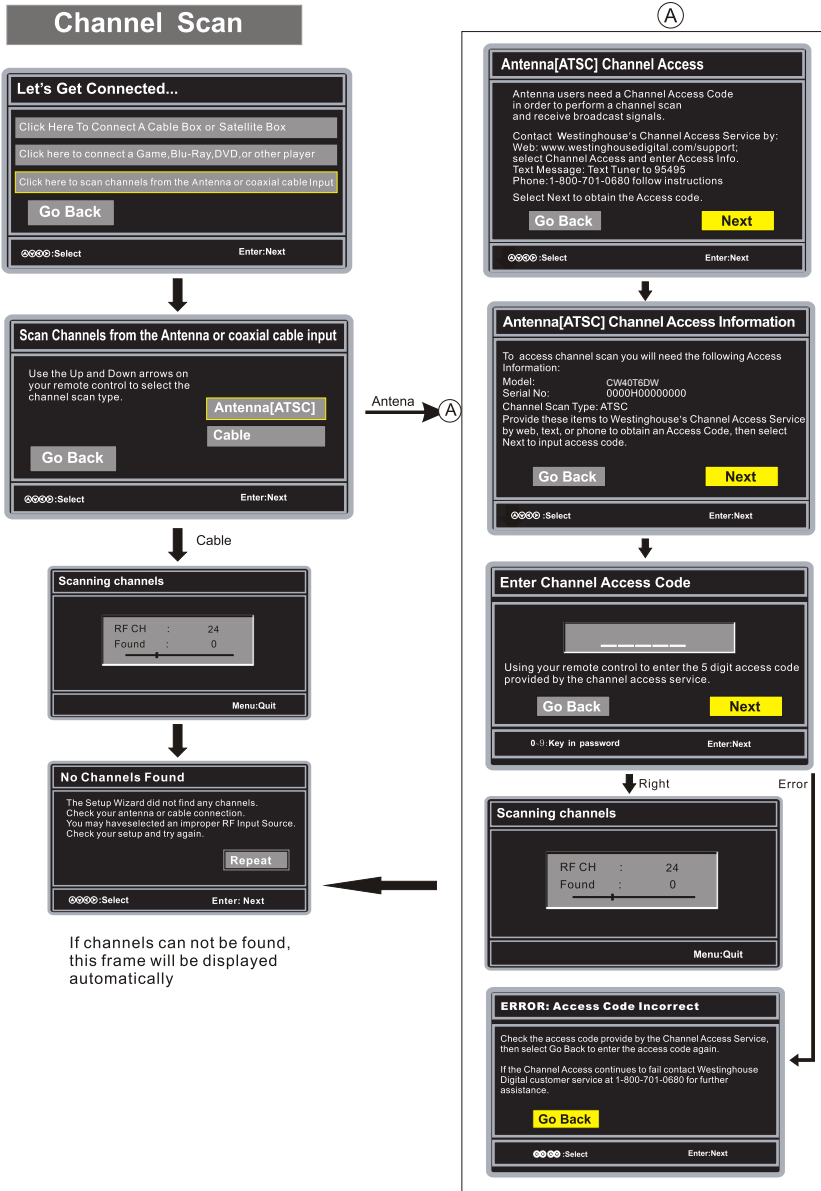 Channel Scan
Let's Get Connected...
Click Here To Connect A Cable Box or Satellite Box
Click here to connect a Game,Blu-Ray,DVD,or other player
Click here to scan channels from the Antenna or coaxial cable Input
Go Back
:Select Enter:Next
Scan Channels from the Antenna or coaxial cable input
Use the Up and Down arrows on
your remote control to select the
channel scan type.
Antenna[ATSC]
Cable
Go Back
:Select Enter:Next
Antena
A
Cable
Scanning channels
RF CH : 24
Found : 0
Menu:Quit
No Channels Found
The Setup Wizard did not find any channels.
Check your antenna or cable connection.
You may haveselected an improper RF Input Source.
Check your setup and try again.
Repeat
:Select Enter: Next
If channels can not be found,
this frame will be displayed
automatically
A
Antenna[ATSC] Channel Access
Antenna users need a Channel Access Code
in order to perform a channel scan
and receive broadcast signals.
Contact Westinghouse's Channel Access Service by:
Web: www.westinghousedigital.com/support;
select Channel Access and enter Access Info.
Text Message: Text Tuner to 95495
Phone:1-800-701-0680 follow instructions
Select Next to obtain the Access code.
Go Back Next
:Select Enter:Next
Antenna[ATSC] Channel Access Information
To access channel scan you will need the following Access
Information:
Model: CW40T6DW
Serial No: 0000H00000000
Channel Scan Type: ATSC
Provide these items to Westinghouse's Channel Access Service
by web, text, or phone to obtain an Access Code, then select
Next to input access code.
Go Back Next
:Select Enter:Next
Enter Channel Access Code
_ _ _ _ _
Using your remote control to enter the 5 digit access code
provided by the channel access service.
Go Back Next
0-9:Key in password Enter:Next
Right
Error
Scanning channels
RF CH : 24
Found : 0
Menu:Quit
ERROR: Access Code Incorrect
Check the access code provide by the Channel Access Service,
then select Go Back to enter the access code again.
If the Channel Access continues to fail contact Westinghouse
Digital customer service at 1-800-701-0680 for further
assistance.
Go Back
:Select Enter:Next